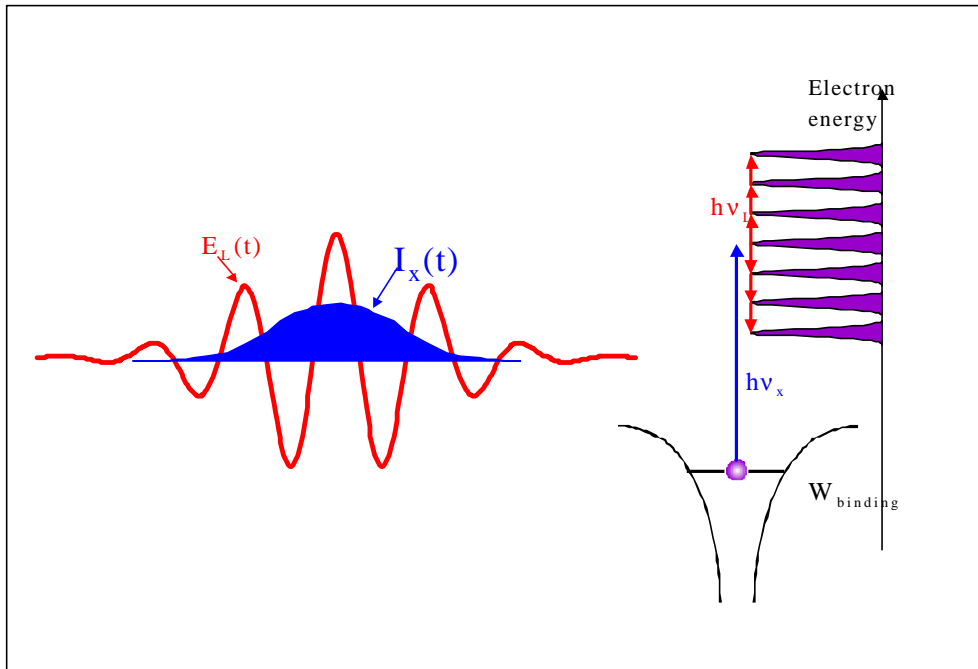 Electron
energy
hν_L
E_L(t)
I_x(t)
hν_x
W_binding